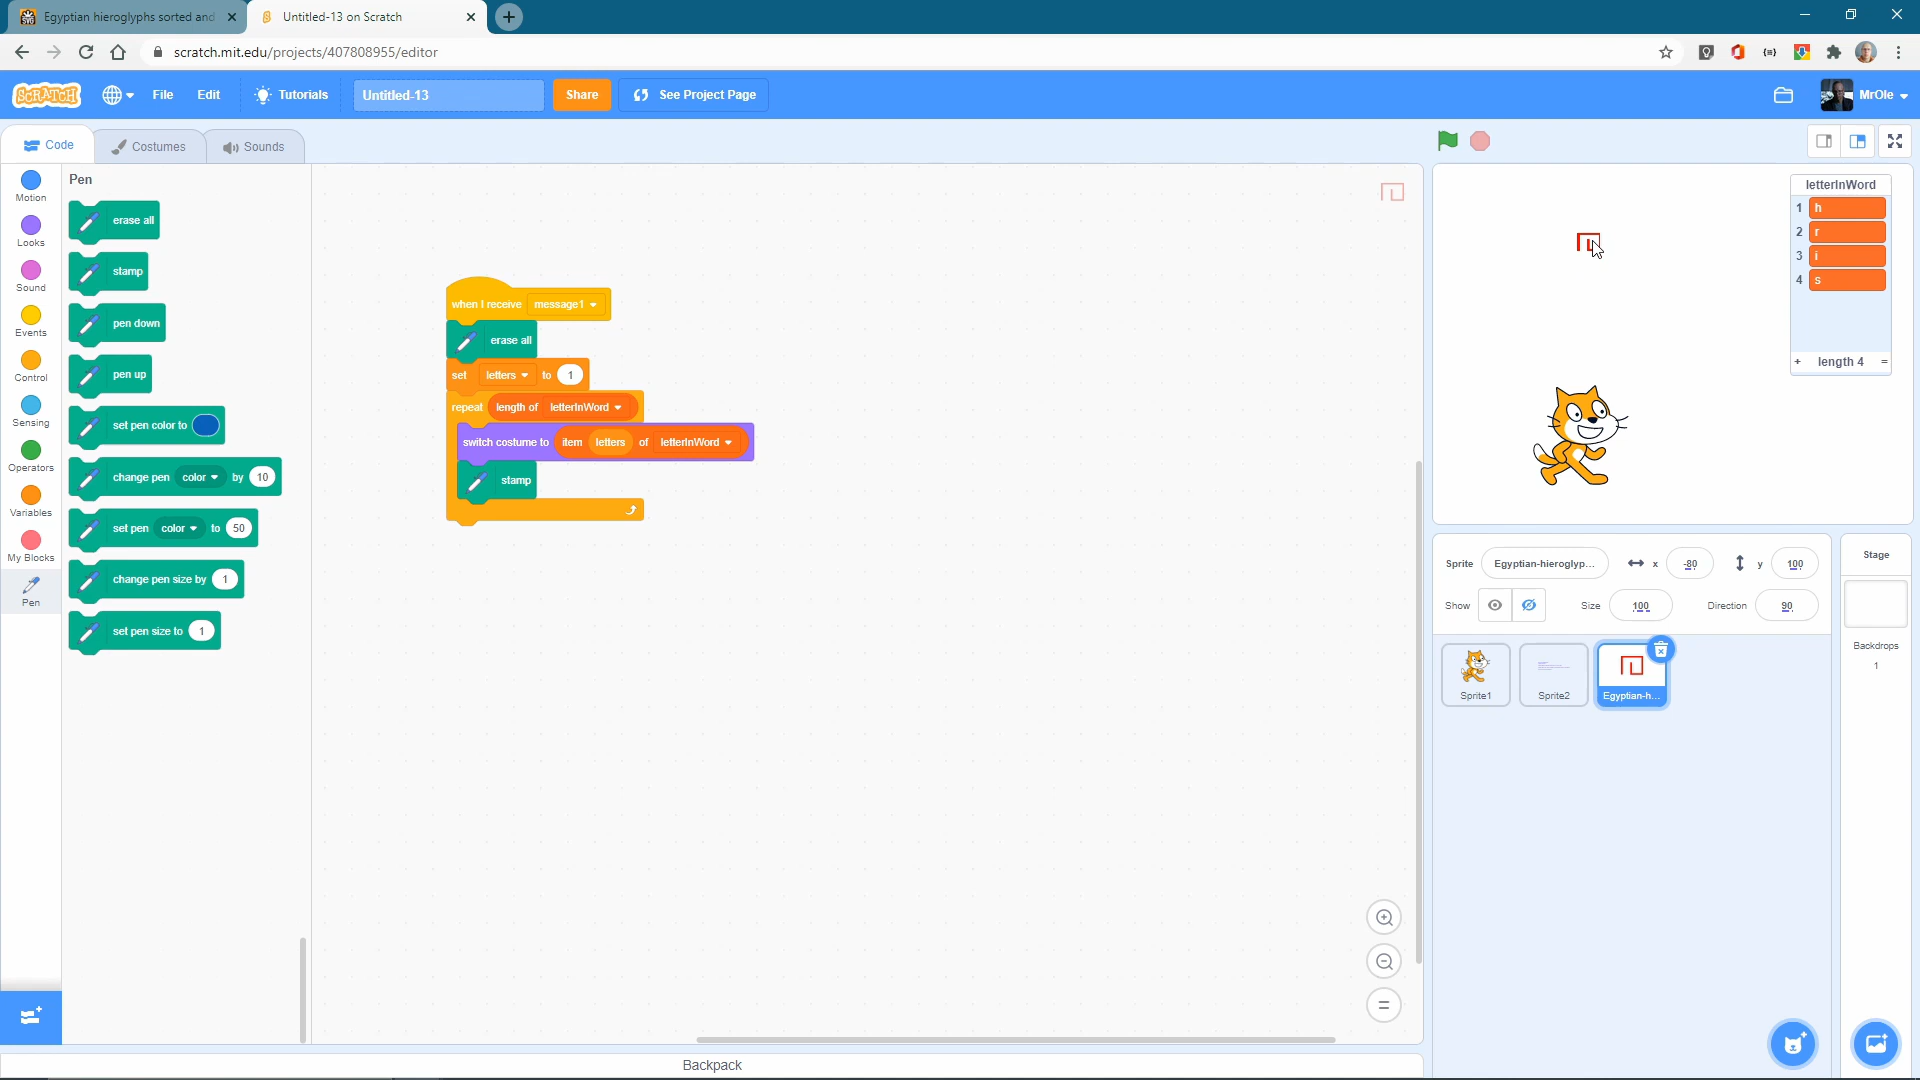 Egyptian hieroglyphs sorted and
Untitled-13 on Scratch
scratch.mit.edu/projects/407808955/editor
SCRATCH
File
Edit
Tutorials
Untitled-13
Share
See Project Page
MrOle
Code
Costumes
Sounds
Motion
Looks
Sound
Events
Control
Sensing
Operators
Variables
My Blocks
Pen
Pen
erase all
stamp
pen down
pen up
set pen color to
change pen color by 10
set pen color to 50
change pen size by 1
set pen size to 1
when I receive message1
erase all
set letters to 1
repeat length of letterInWord
switch costume to item letters of letterInWord
stamp
letterInWord
1 h
2 r
3 i
4 s
+ length 4 =
Sprite Egyptian-hieroglyp... x -80 y 100
Show Size 100 Direction 90
Sprite1
Sprite2
Egyptian-h...
Stage
Backdrops
1
Backpack